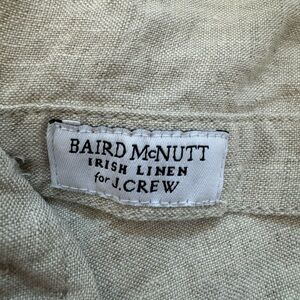 BAIRD McNUTT
IRISH LINEN
for J.CREW